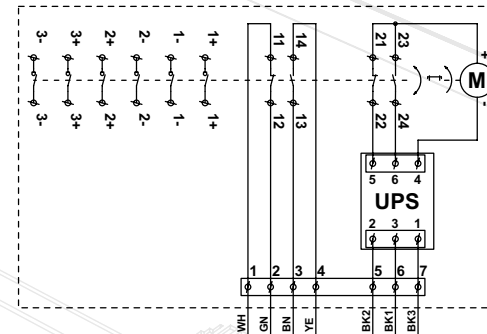 3- 3+ 2+ 2- 1- 1+ 11 14 21 23
+
M
-
3- 3+ 2+ 2- 1- 1+ 12 13 22 24
5 6 4
UPS
2 3 1
1 2 3 4 5 6 7
WH GN BN YE BK2 BK1 BK3